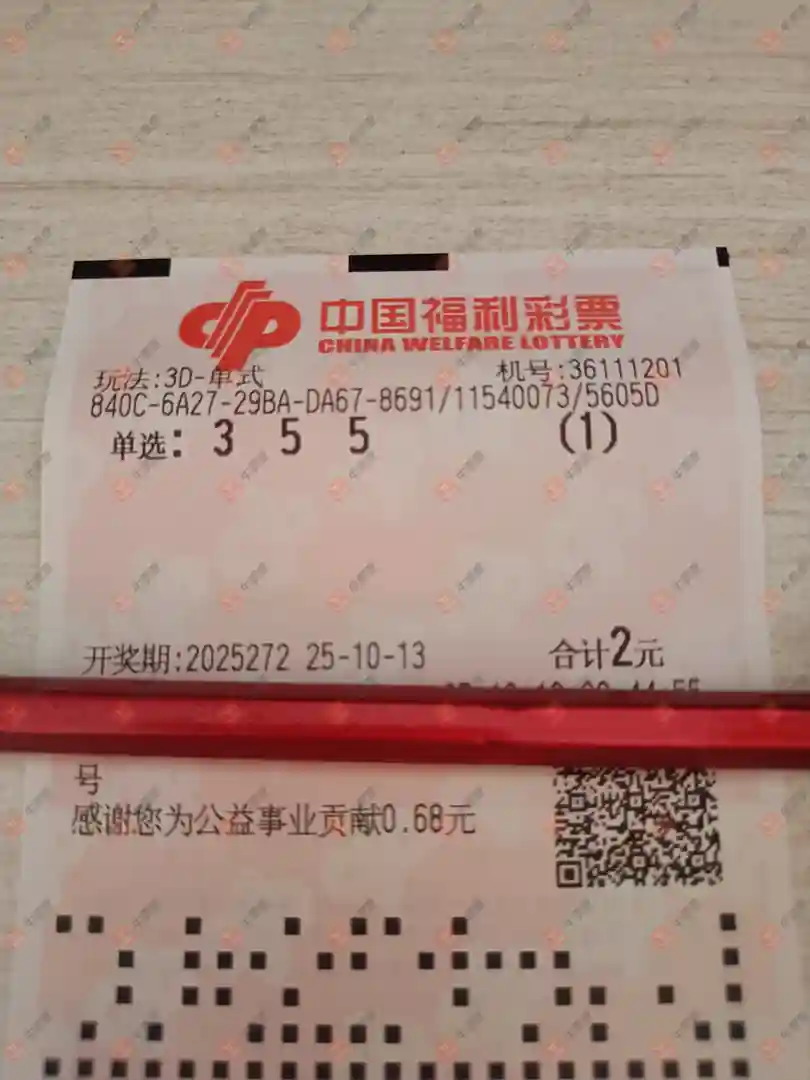 中国福利彩票
CHINA WELFARE LOTTERY
玩法:3D-单式 机号:36111201
840C-6A27-29BA-DA67-8691/11540073/5605D
单选: 3 5 5 (1)
开奖期:2025272 25-10-13 合计2元
号
感谢您为公益事业贡献0.68元